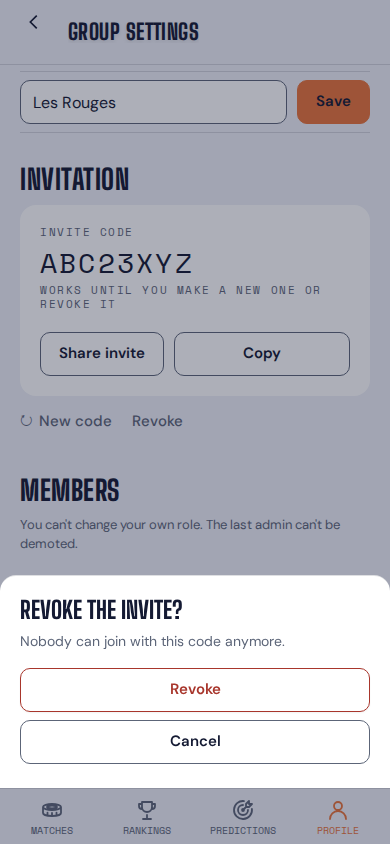 GROUP SETTINGS
Les Rouges
Save
INVITATION
INVITE CODE
ABC23XYZ
WORKS UNTIL YOU MAKE A NEW ONE OR
REVOKE IT
Share invite
Copy
New code
Revoke
MEMBERS
You can't change your own role. The last admin can't be
demoted.
REVOKE THE INVITE?
Nobody can join with this code anymore.
Revoke
Cancel
MATCHES
RANKINGS
PREDICTIONS
PROFILE